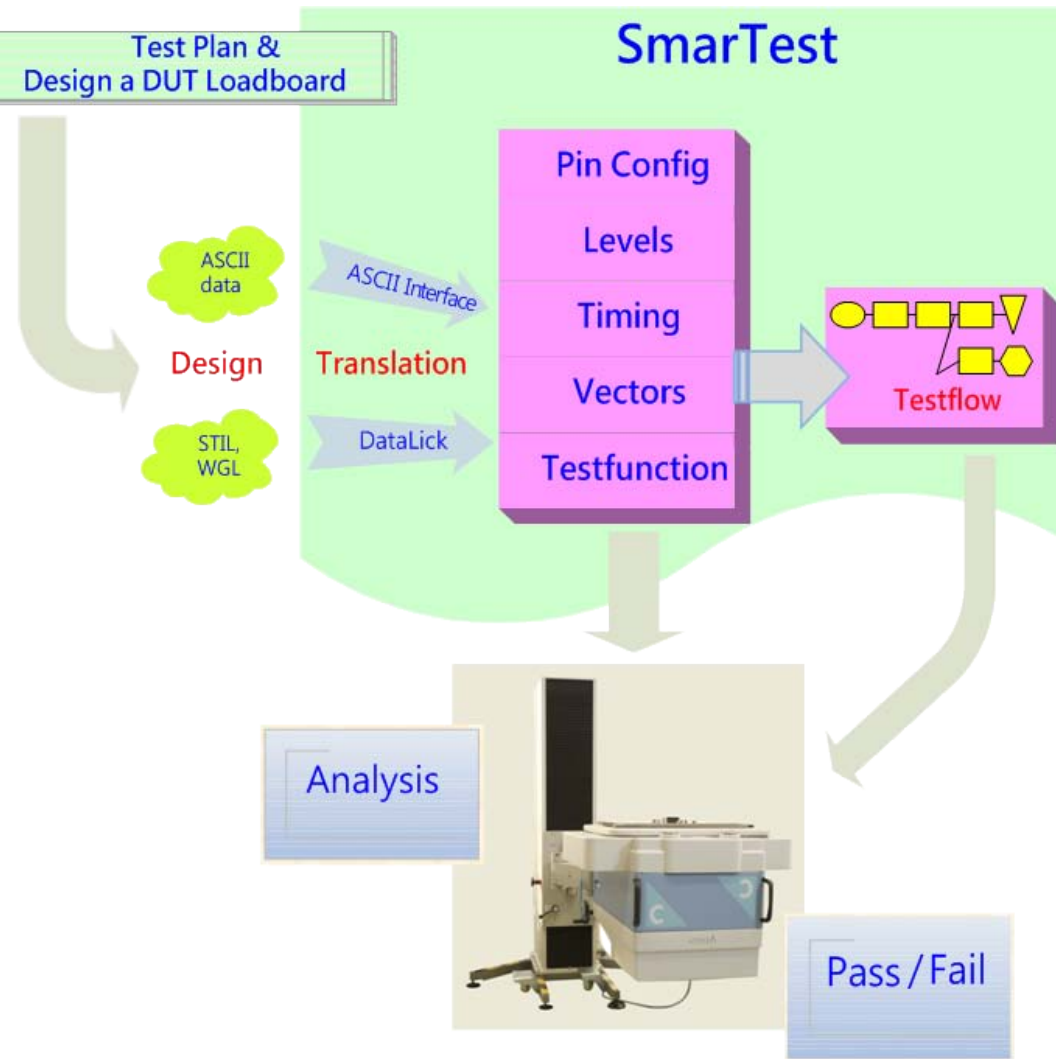 Test Plan &
Design a DUT Loadboard
SmarTest
Pin Config
Levels
Timing
Vectors
Testfunction
ASCII
data
ASCII Interface
Design
Translation
STIL,
WGL
DataLick
Testflow
Analysis
Pass / Fail